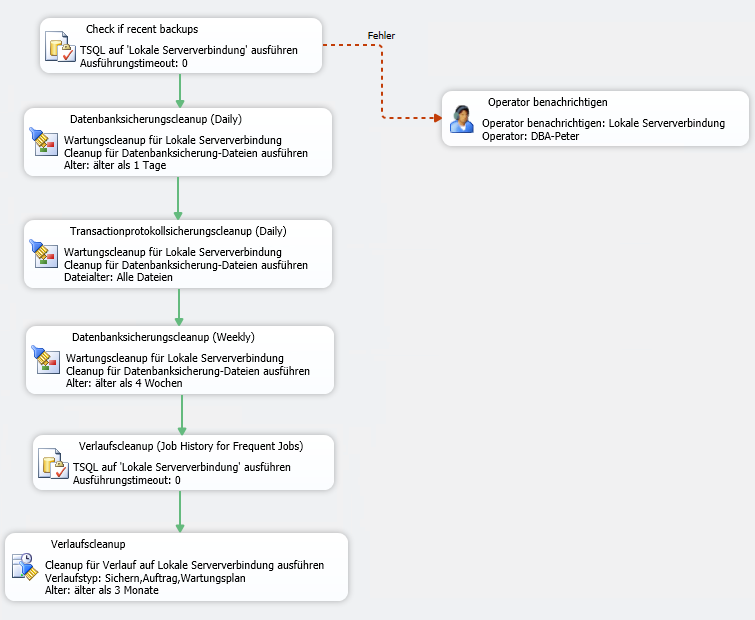 Check if recent backups
TSQL auf 'Lokale Serververbindung' ausführen
Ausführungstimeout: 0
Fehler
Operator benachrichtigen
Operator benachrichtigen: Lokale Serververbindung
Operator: DBA-Peter
Datenbanksicherungscleanup (Daily)
Wartungscleanup für Lokale Serververbindung
Cleanup für Datenbanksicherung-Dateien ausführen
Alter: älter als 1 Tage
Transactionprotokollsicherungscleanup (Daily)
Wartungscleanup für Lokale Serververbindung
Cleanup für Datenbanksicherung-Dateien ausführen
Dateialter: Alle Dateien
Datenbanksicherungscleanup (Weekly)
Wartungscleanup für Lokale Serververbindung
Cleanup für Datenbanksicherung-Dateien ausführen
Alter: älter als 4 Wochen
Verlaufscleanup (Job History for Frequent Jobs)
TSQL auf 'Lokale Serververbindung' ausführen
Ausführungstimeout: 0
Verlaufscleanup
Cleanup für Verlauf auf Lokale Serververbindung ausführen
Verlaufstyp: Sichern,Auftrag,Wartungsplan
Alter: älter als 3 Monate